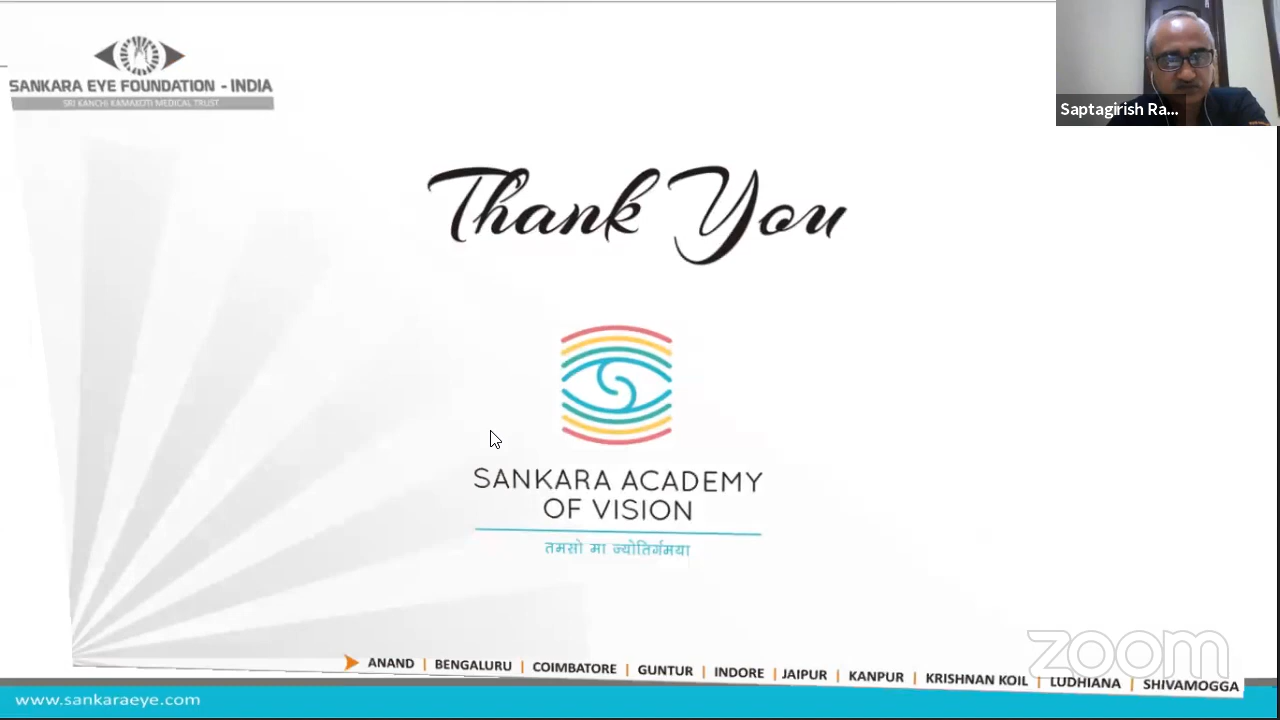 SANKARA EYE FOUNDATION - INDIA
SRI KANCHI KAMAKOTI MEDICAL TRUST
Saptagirish Ra...
Thank You
SANKARA ACADEMY
OF VISION
तमसो मा ज्योतिर्गमया
zoom
ANAND | BENGALURU | COIMBATORE | GUNTUR | INDORE | JAIPUR | KANPUR | KRISHNAN KOIL | LUDHIANA | SHIVAMOGGA
www.sankaraeye.com